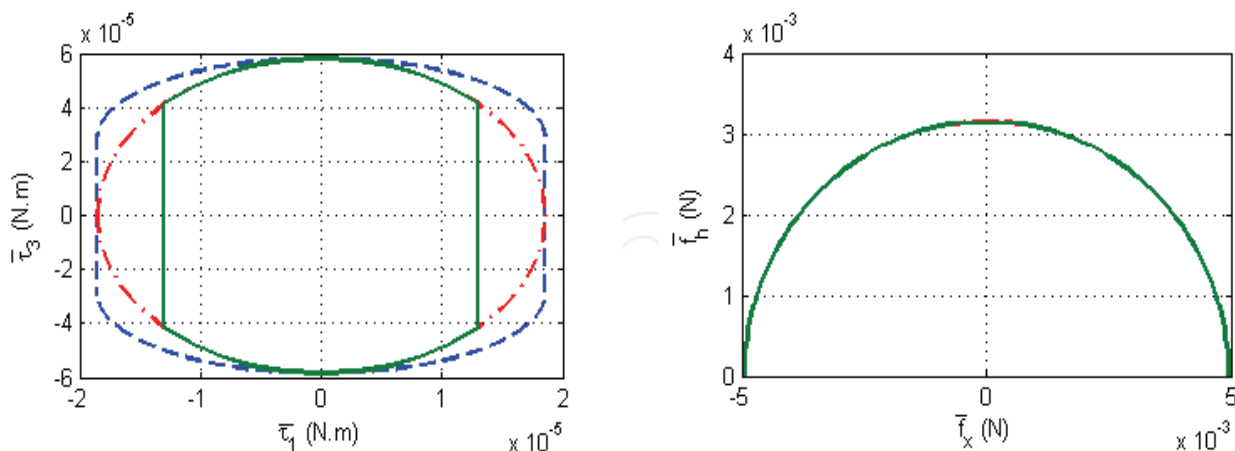 x 10⁻⁵
6
4
2
0
-2
-4
-6
τ̄₃ (N.m)
-2 -1 0 1 2
τ̄₁ (N.m)
x 10⁻⁵
x 10⁻³
4
3
2
1
0
f̄ₕ (N)
-5 0 5
f̄ₓ (N)
x 10⁻³